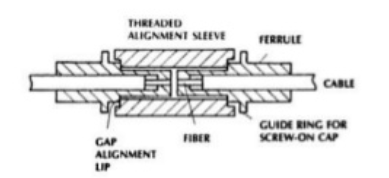 THREADED
ALIGNMENT SLEEVE
FERRULE
CABLE
GAP
ALIGNMENT
LIP
FIBER
GUIDE RING FOR
SCREW-ON CAP